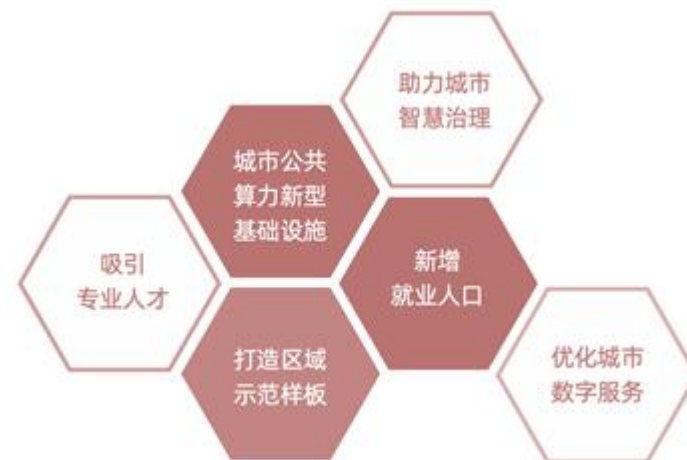 助力城市
智慧治理
城市公共
算力新型
基础设施
吸引
专业人才
新增
就业人口
打造区域
示范样板
优化城市
数字服务